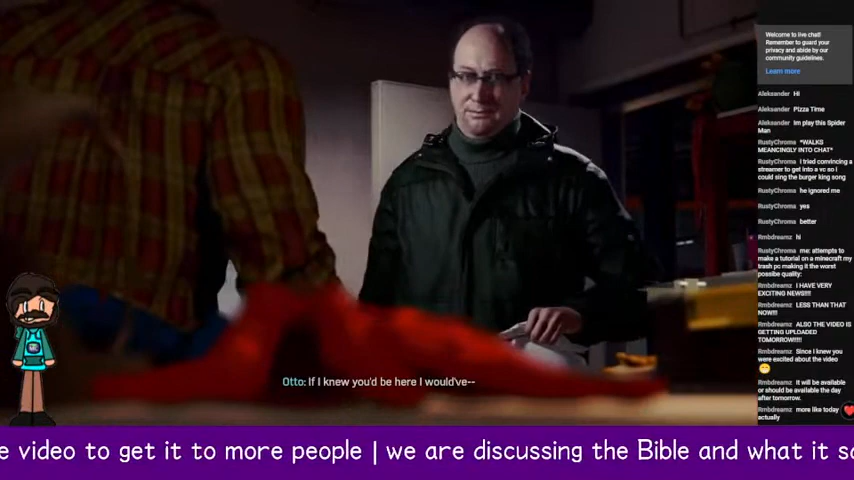 Welcome to live chat!
Remember to guard your
privacy and abide by our
community guidelines.
Learn more
Aleksander Hi
Aleksander Pizza Time
Aleksander Im play this Spider
Man
RustyChroma *WALKS
MEANCINGLY INTO CHAT*
RustyChroma I tried convincing a
streamer to get into a vc so I
could sing the burger king song
RustyChroma he ignored me
RustyChroma yes
RustyChroma better
Rmbdreamz hi
RustyChroma me: attempts to
make a tutorial on a minecraft my
trash pc making it the worst
possibe quality:
Rmbdreamz I HAVE VERY
EXCITING NEWS!!!!
Rmbdreamz LESS THAN THAT
NOW!!!
Rmbdreamz ALSO THE VIDEO IS
GETTING UPLOADED
TOMORROW!!!!!
Rmbdreamz Since I knew you
were excited about the video
😁
Rmbdreamz It will be available
or should be available the day
after tomorrow.
Rmbdreamz more like today
actually
Otto: If I knew you'd be here I would've--
e video to get it to more people | we are discussing the Bible and what it sa